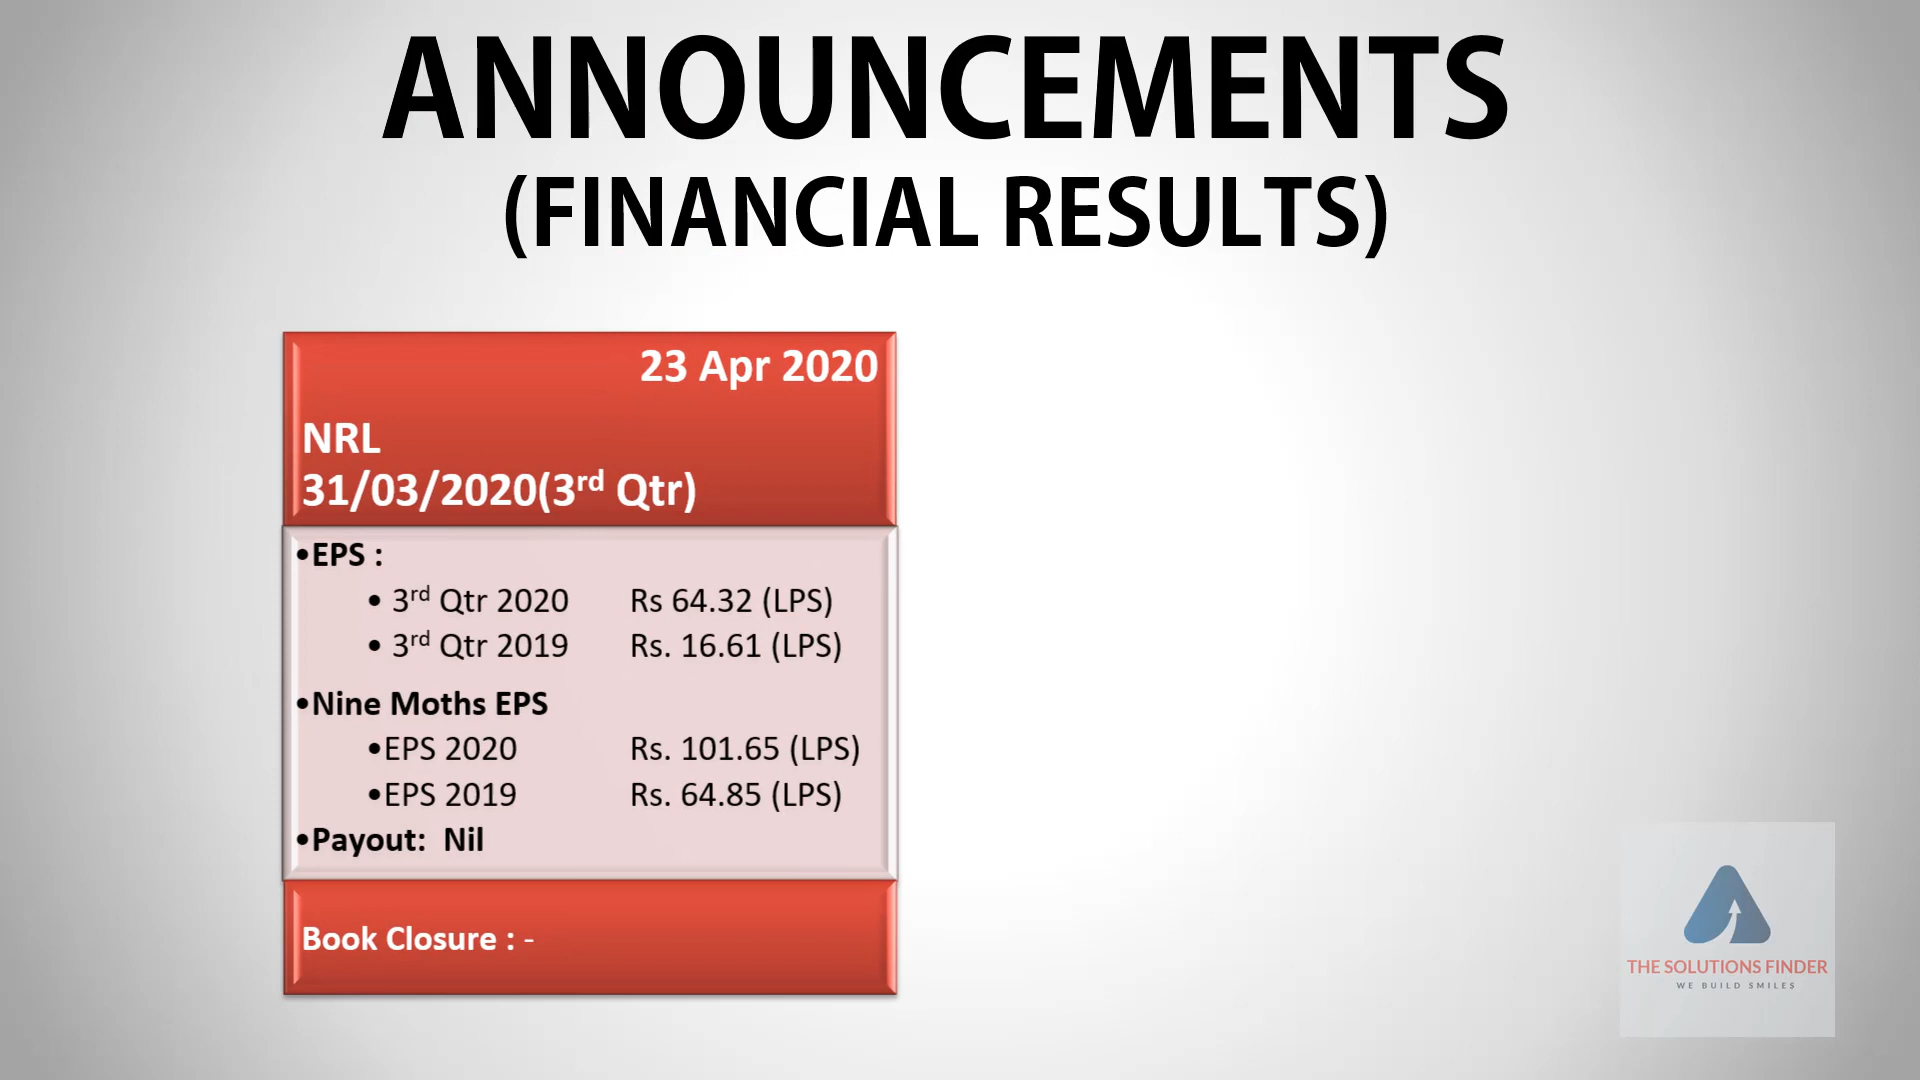 ANNOUNCEMENTS
(FINANCIAL RESULTS)
23 Apr 2020
NRL
31/03/2020(3rd Qtr)
•EPS :
• 3rd Qtr 2020 Rs 64.32 (LPS)
• 3rd Qtr 2019 Rs. 16.61 (LPS)
•Nine Moths EPS
•EPS 2020 Rs. 101.65 (LPS)
•EPS 2019 Rs. 64.85 (LPS)
•Payout: Nil
Book Closure : -
THE SOLUTIONS FINDER
WE BUILD SMILES